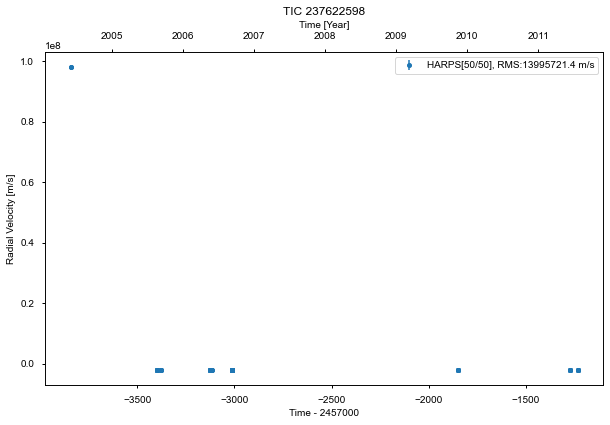 TIC 237622598
Time [Year]
2005 2006 2007 2008 2009 2010 2011
1e8
HARPS[50/50], RMS:13995721.4 m/s
1.0
0.8
0.6
0.4
0.2
0.0
Radial Velocity [m/s]
−3500 −3000 −2500 −2000 −1500
Time - 2457000